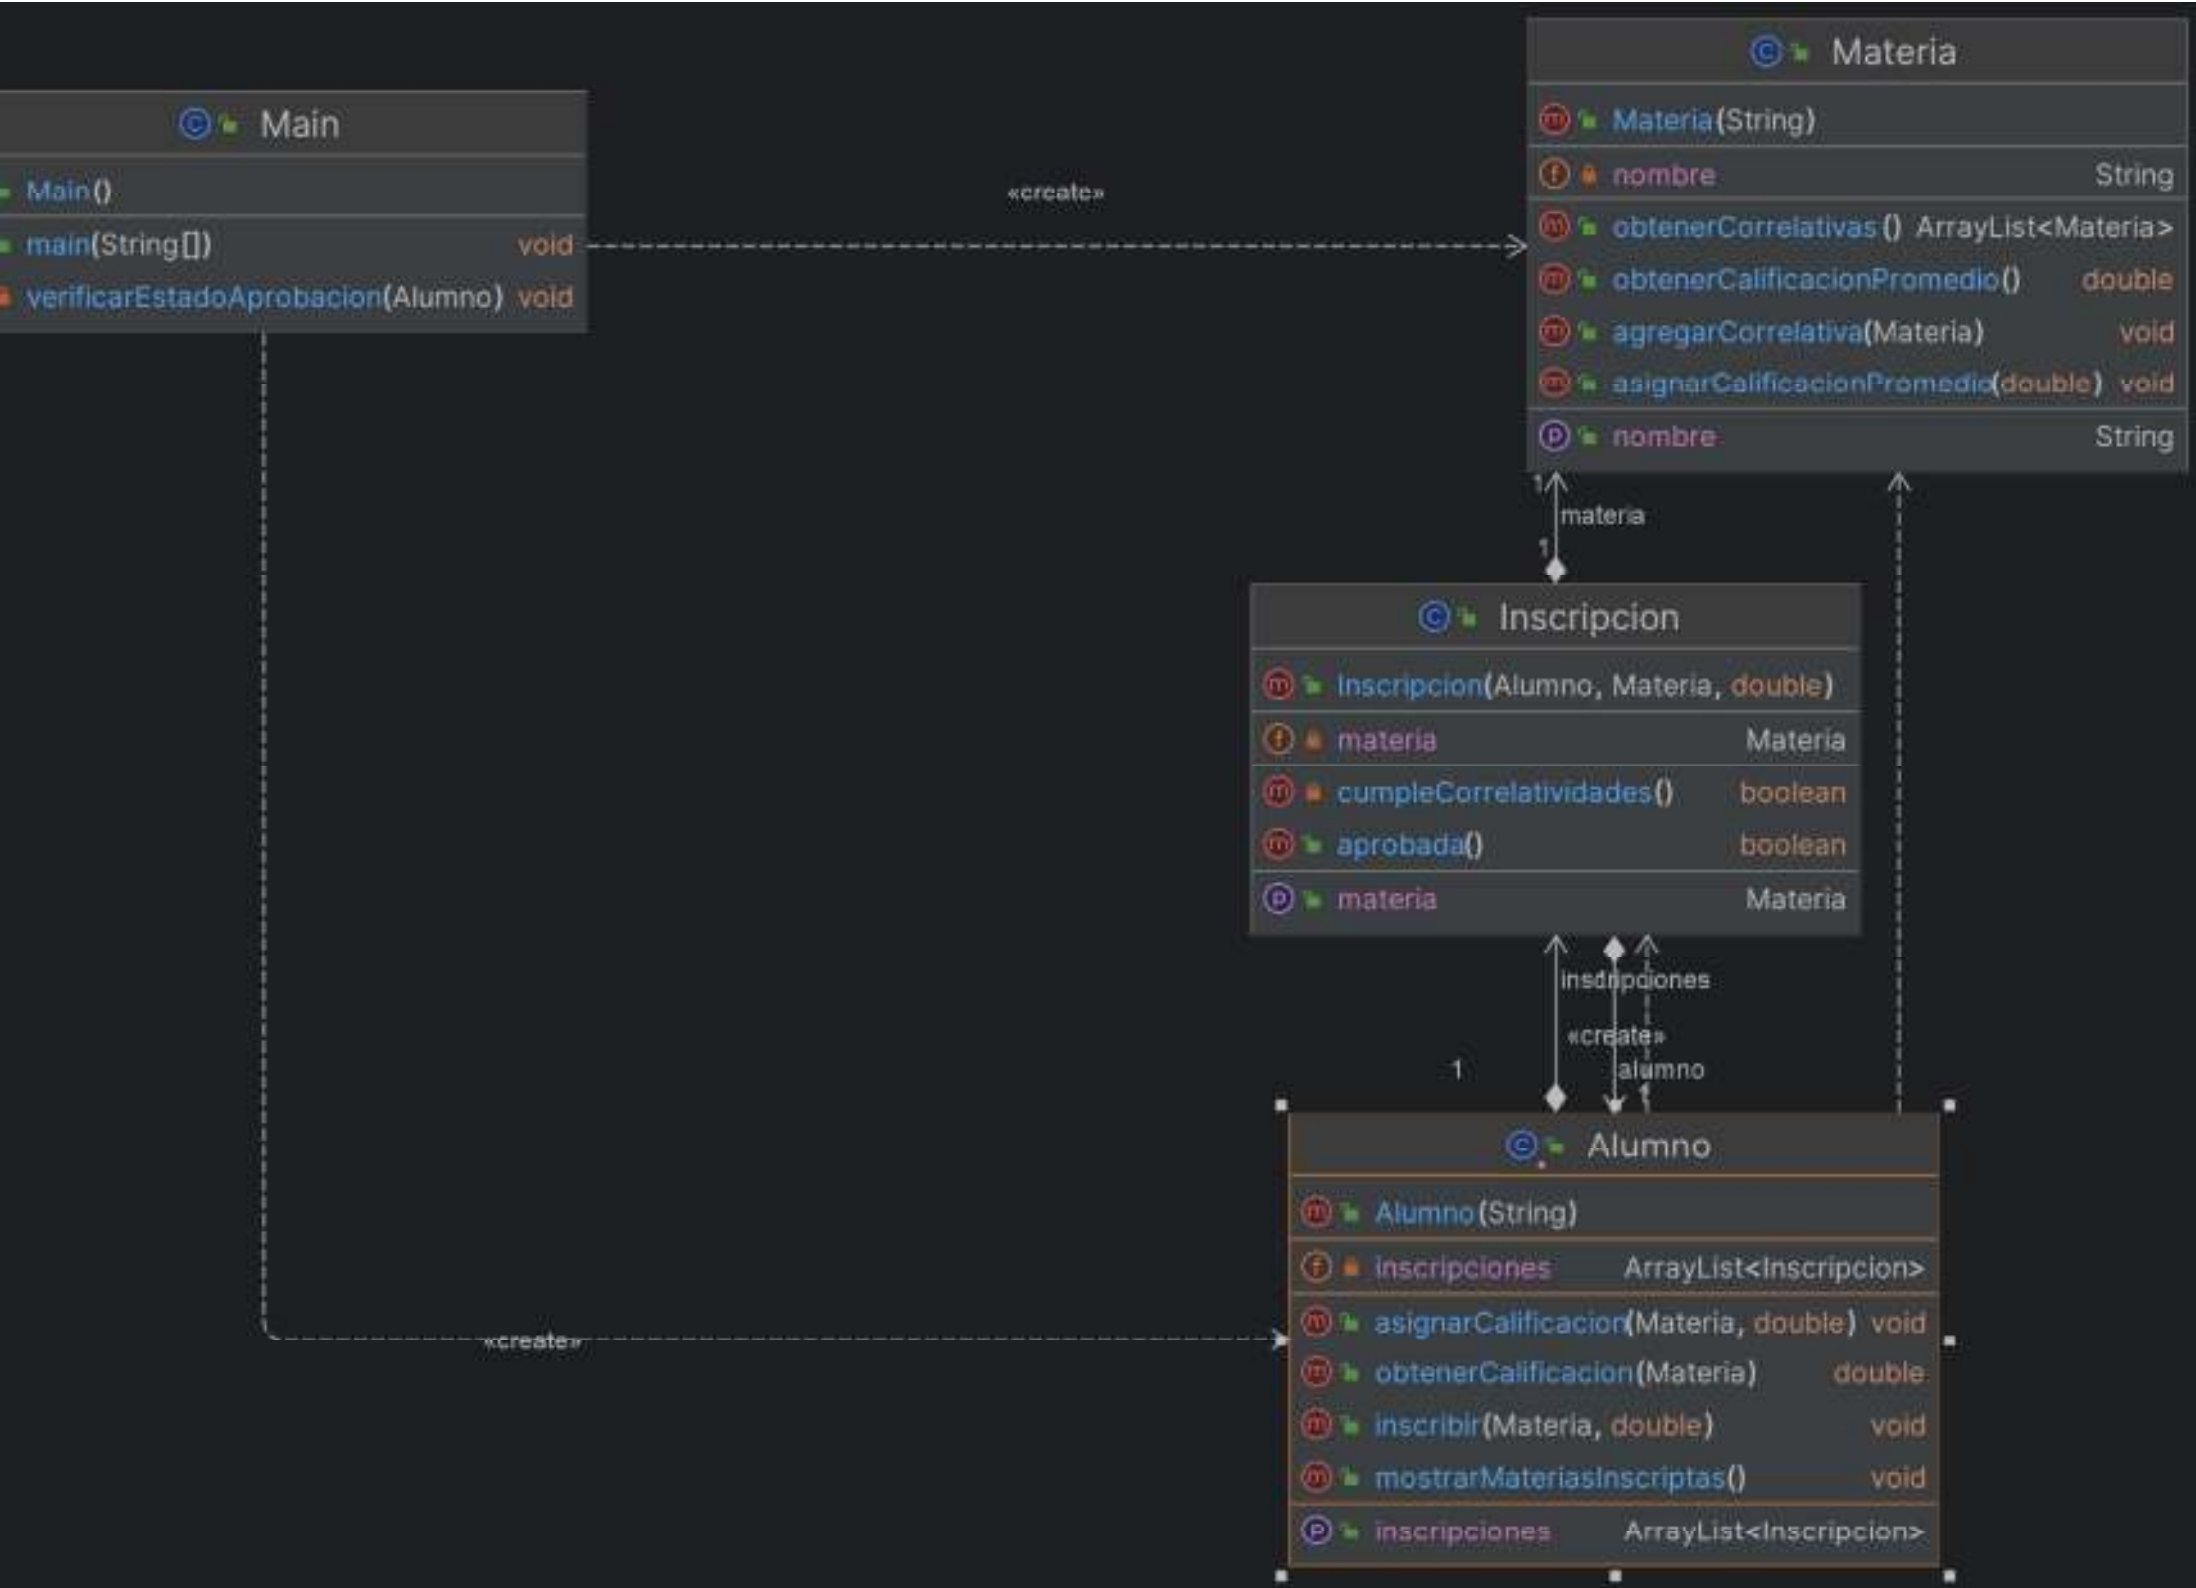 Main
Main()
main(String[]) void
verificarEstadoAprobacion(Alumno) void
«create»
Materia
Materia(String)
nombre String
obtenerCorrelativas() ArrayList<Materia>
obtenerCalificacionPromedio() double
agregarCorrelativa(Materia) void
asignarCalificacionPromedio(double) void
nombre String
1
materia
1
Inscripcion
Inscripcion(Alumno, Materia, double)
materia Materia
cumpleCorrelatividades() boolean
aprobada() boolean
materia Materia
inscripciones
«create»
1
alumno
1
«create»
Alumno
Alumno(String)
inscripciones ArrayList<Inscripcion>
asignarCalificacion(Materia, double) void
obtenerCalificacion(Materia) double
inscribir(Materia, double) void
mostrarMateriasInscriptas() void
inscripciones ArrayList<Inscripcion>